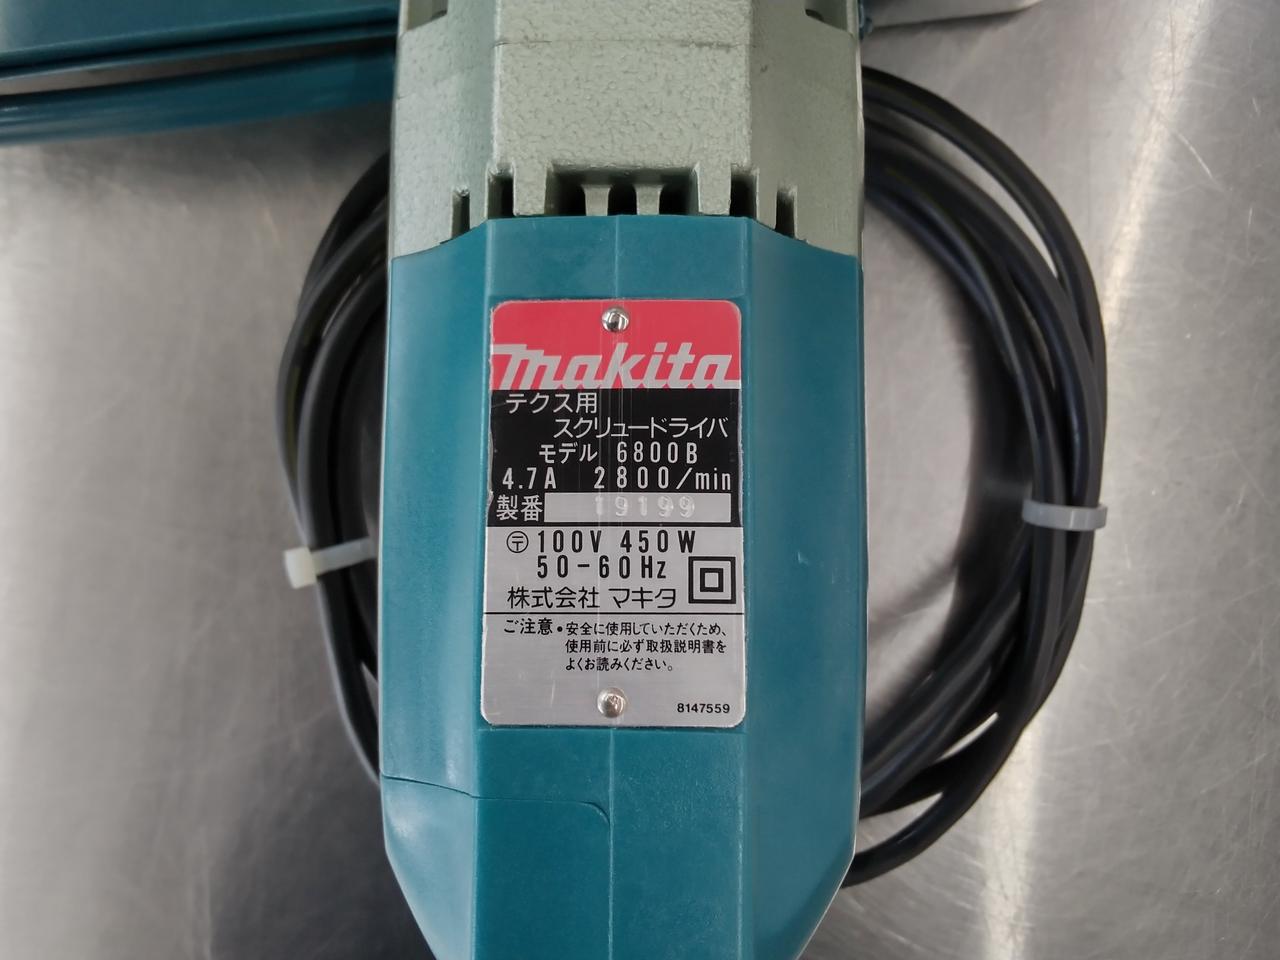 makita
テクス用
スクリュードライバ
モデル 6800B
4.7A 2800/min
製番 19199
〶 100V 450W
50-60Hz
株式会社 マキタ
ご注意・安全に使用していただくため、
使用前に必ず取扱説明書を
よくお読みください。
8147559